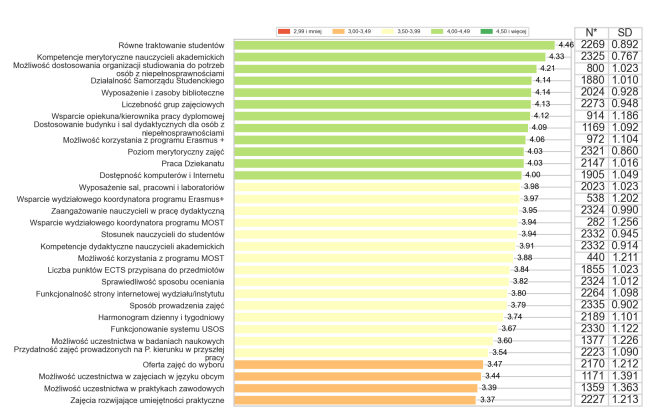 2,99 i mniej 3,00-3,49 3,50-3,99 4,00-4,49 4,50 i więcej N* SD
Równe traktowanie studentów 4.46 2269 0.892
Kompetencje merytoryczne nauczycieli akademickich 4.33 2325 0.767
Możliwość dostosowania organizacji studiowania do potrzeb
osób z niepełnosprawnościami 4.21 800 1.023
Działalność Samorządu Studenckiego 4.14 1880 1.010
Wyposażenie i zasoby biblioteczne 4.14 2024 0.928
Liczebność grup zajęciowych 4.13 2273 0.948
Wsparcie opiekuna/kierownika pracy dyplomowej 4.12 914 1.186
Dostosowanie budynku i sal dydaktycznych dla osób z
niepełnosprawnościami 4.09 1169 1.092
Możliwość korzystania z programu Erasmus + 4.06 972 1.104
Poziom merytoryczny zajęć 4.03 2321 0.860
Praca Dziekanatu 4.03 2147 1.016
Dostępność komputerów i Internetu 4.00 1905 1.049
Wyposażenie sal, pracowni i laboratoriów 3.98 2023 1.023
Wsparcie wydziałowego koordynatora programu Erasmus+ 3.97 538 1.202
Zaangażowanie nauczycieli w pracę dydaktyczną 3.95 2324 0.990
Wsparcie wydziałowego koordynatora programu MOST 3.94 282 1.256
Stosunek nauczycieli do studentów 3.94 2332 0.945
Kompetencje dydaktyczne nauczycieli akademickich 3.91 2332 0.914
Możliwość korzystania z programu MOST 3.88 440 1.211
Liczba punktów ECTS przypisana do przedmiotów 3.84 1855 1.023
Sprawiedliwość sposobu oceniania 3.82 2324 1.012
Funkcjonalność strony internetowej wydziału/instytutu 3.80 2264 1.098
Sposób prowadzenia zajęć 3.79 2335 0.902
Harmonogram dzienny i tygodniowy 3.74 2189 1.101
Funkcjonowanie systemu USOS 3.67 2330 1.122
Możliwość uczestnictwa w badaniach naukowych 3.60 1377 1.226
Przydatność zajęć prowadzonych na P. kierunku w przyszłej
pracy 3.54 2223 1.090
Oferta zajęć do wyboru 3.47 2170 1.212
Możliwość uczestnictwa w zajęciach w języku obcym 3.44 1171 1.391
Możliwość uczestnictwa w praktykach zawodowych 3.39 1359 1.363
Zajęcia rozwijające umiejętności praktyczne 3.37 2227 1.213